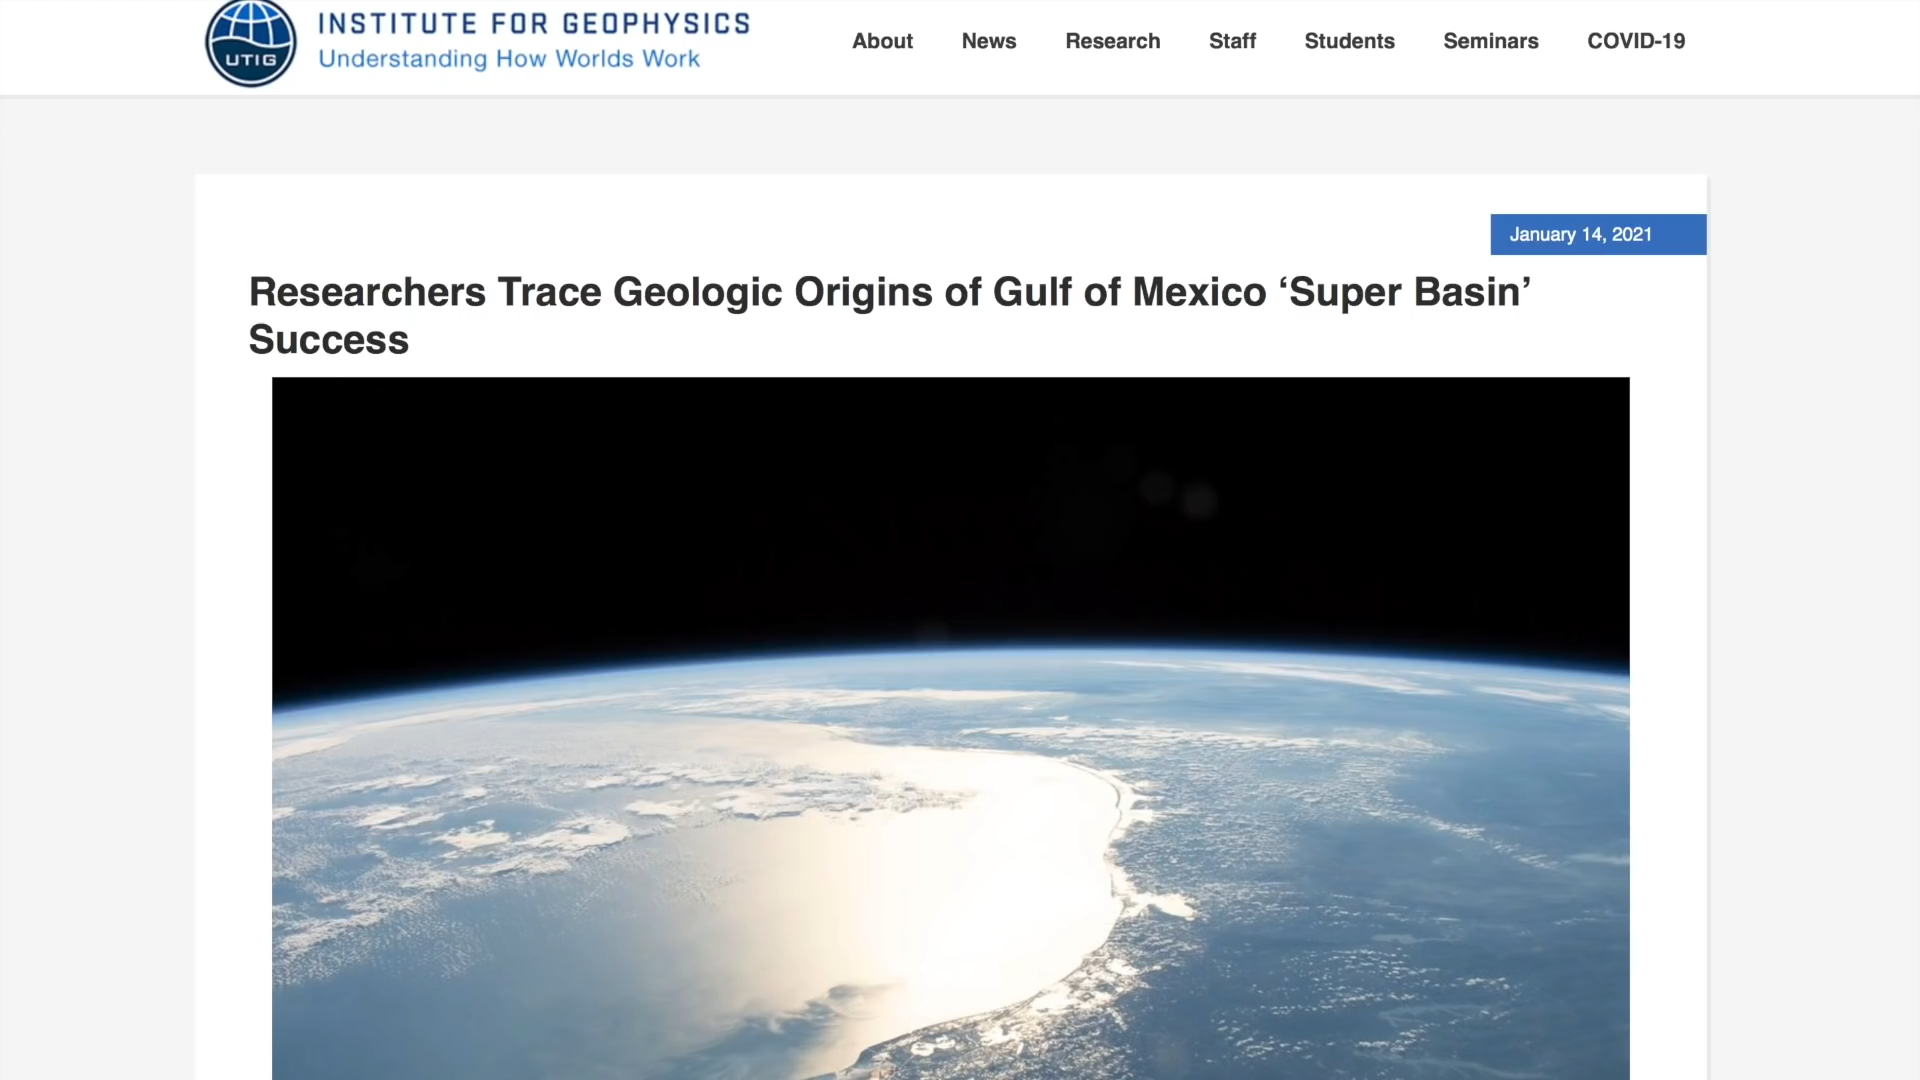 INSTITUTE FOR GEOPHYSICS
Understanding How Worlds Work
UTIG
About News Research Staff Students Seminars COVID-19
January 14, 2021
Researchers Trace Geologic Origins of Gulf of Mexico ‘Super Basin’
Success